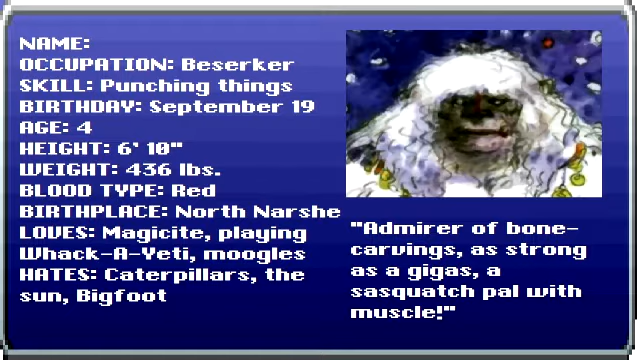 NAME:
OCCUPATION: Beserker
SKILL: Punching things
BIRTHDAY: September 19
AGE: 4
HEIGHT: 6' 10"
WEIGHT: 436 lbs.
BLOOD TYPE: Red
BIRTHPLACE: North Narshe
LOVES: Magicite, playing
Whack-A-Yeti, moogles
HATES: Caterpillars, the
sun, Bigfoot
"Admirer of bone-
carvings, as strong
as a gigas, a
sasquatch pal with
muscle!"